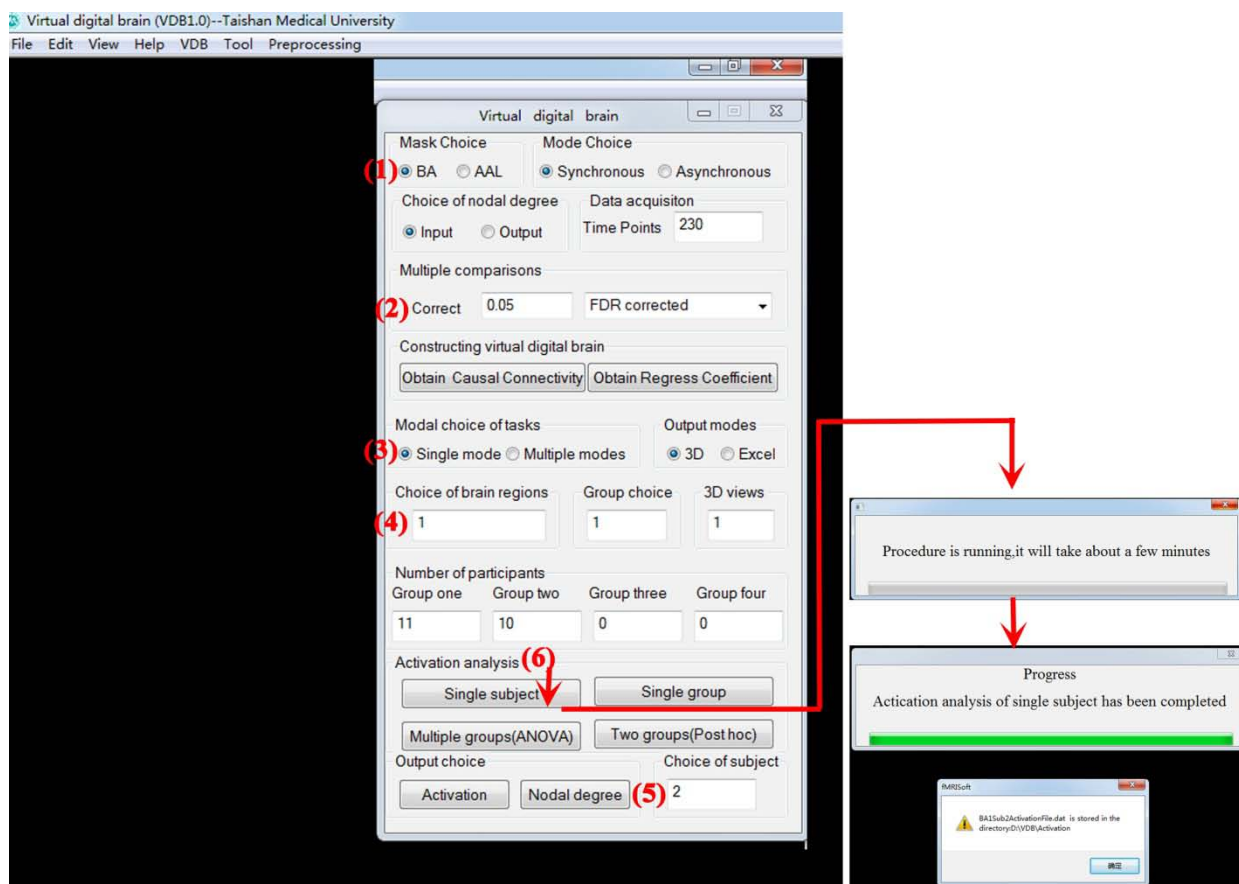 Virtual digital brain (VDB1.0)--Taishan Medical University
File Edit View Help VDB Tool Preprocessing
Virtual digital brain
Mask Choice Mode Choice
(1) BA AAL Synchronous Asynchronous
Choice of nodal degree Data acquisiton
Input Output Time Points 230
Multiple comparisons
(2) Correct 0.05 FDR corrected
Constructing virtual digital brain
Obtain Causal Connectivity Obtain Regress Coefficient
Modal choice of tasks Output modes
(3) Single mode Multiple modes 3D Excel
Choice of brain regions Group choice 3D views
(4) 1 1 1
Number of participants
Group one Group two Group three Group four
11 10 0 0
Activation analysis (6)
Single subject Single group
Multiple groups(ANOVA) Two groups(Post hoc)
Output choice Choice of subject
Activation Nodal degree (5) 2
Procedure is running,it will take about a few minutes
Progress
Actication analysis of single subject has been completed
fMRISoft
BA1Sub2ActivationFile.dat is stored in the
directory:D:\VDB\Activation
确定